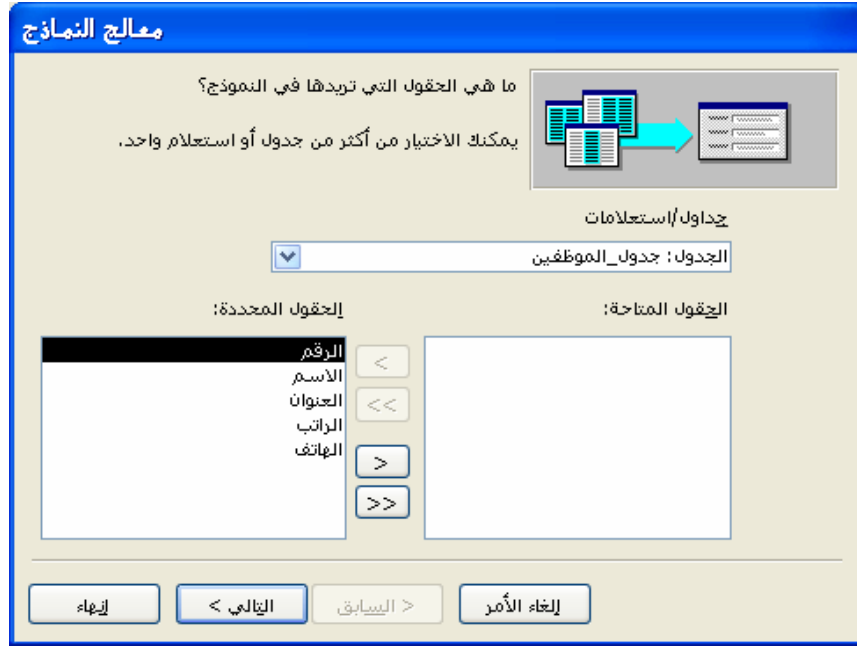 معالج النماذج
ما هي الحقول التي تريدها في النموذج؟
يمكنك الاختيار من أكثر من جدول أو استعلام واحد.
جداول/استعلامات
الجدول: جدول_الموظفين
الحقول المتاحة:
الحقول المحددة:
الرقم
الاسم
العنوان
الراتب
الهاتف
<
<<
>
>>
إلغاء الأمر
< السابق
التالي >
إنهاء